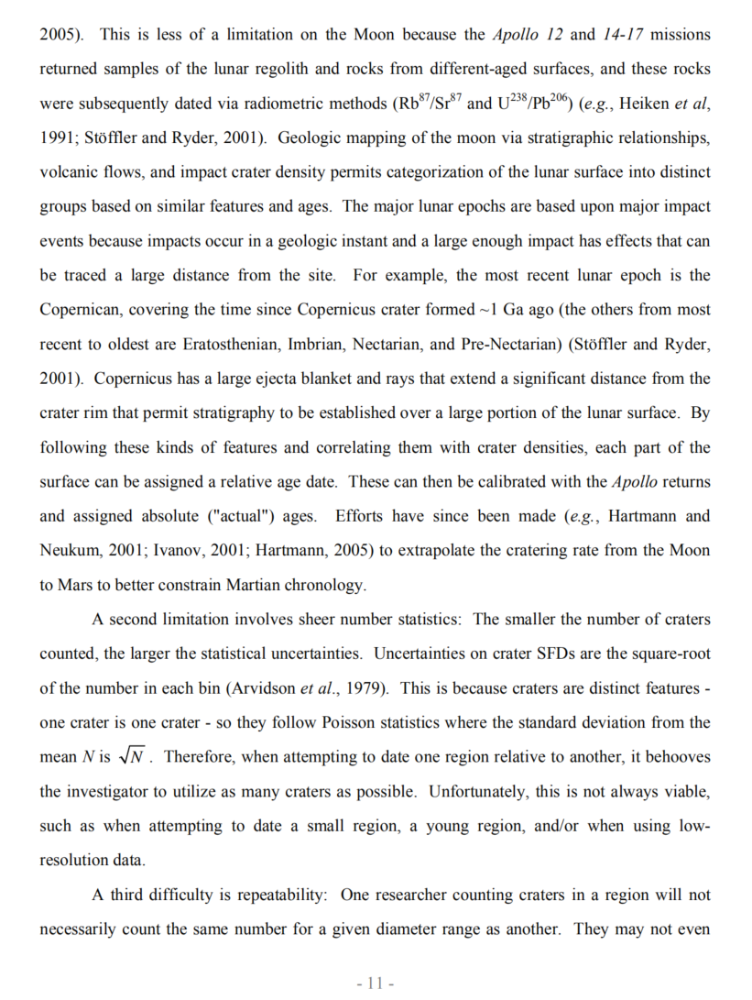 2005).  This is less of a limitation on the Moon because the Apollo 12 and 14-17 missions
returned samples of the lunar regolith and rocks from different-aged surfaces, and these rocks
were subsequently dated via radiometric methods (Rb⁸⁷/Sr⁸⁷ and U²³⁸/Pb²⁰⁶) (e.g., Heiken et al,
1991; Stöffler and Ryder, 2001).  Geologic mapping of the moon via stratigraphic relationships,
volcanic flows, and impact crater density permits categorization of the lunar surface into distinct
groups based on similar features and ages.  The major lunar epochs are based upon major impact
events because impacts occur in a geologic instant and a large enough impact has effects that can
be traced a large distance from the site.  For example, the most recent lunar epoch is the
Copernican, covering the time since Copernicus crater formed ~1 Ga ago (the others from most
recent to oldest are Eratosthenian, Imbrian, Nectarian, and Pre-Nectarian) (Stöffler and Ryder,
2001).  Copernicus has a large ejecta blanket and rays that extend a significant distance from the
crater rim that permit stratigraphy to be established over a large portion of the lunar surface.  By
following these kinds of features and correlating them with crater densities, each part of the
surface can be assigned a relative age date.  These can then be calibrated with the Apollo returns
and assigned absolute ("actual") ages.  Efforts have since been made (e.g., Hartmann and
Neukum, 2001; Ivanov, 2001; Hartmann, 2005) to extrapolate the cratering rate from the Moon
to Mars to better constrain Martian chronology.
A second limitation involves sheer number statistics:  The smaller the number of craters
counted, the larger the statistical uncertainties.  Uncertainties on crater SFDs are the square-root
of the number in each bin (Arvidson et al., 1979).  This is because craters are distinct features -
one crater is one crater - so they follow Poisson statistics where the standard deviation from the
mean N is √N .  Therefore, when attempting to date one region relative to another, it behooves
the investigator to utilize as many craters as possible.  Unfortunately, this is not always viable,
such as when attempting to date a small region, a young region, and/or when using low-
resolution data.
A third difficulty is repeatability:  One researcher counting craters in a region will not
necessarily count the same number for a given diameter range as another.  They may not even
- 11 -